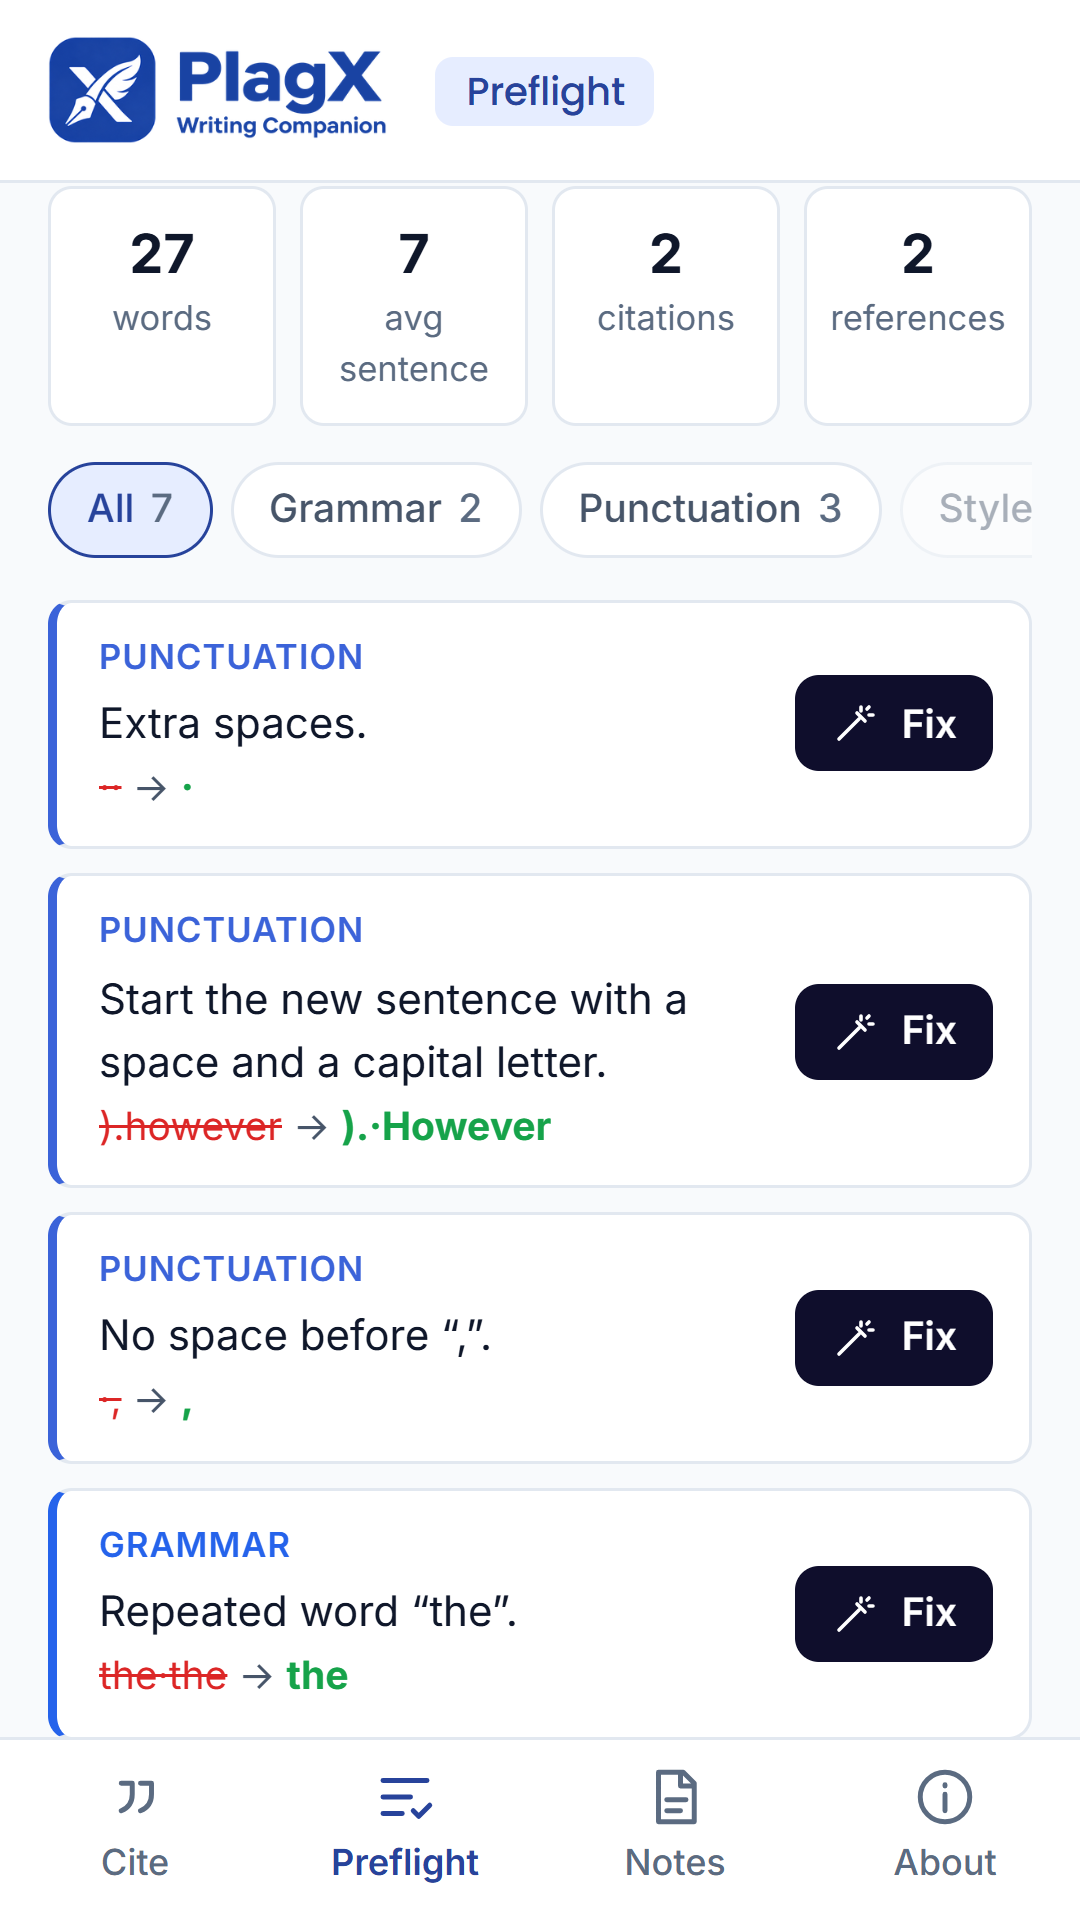 PlagX
Writing Companion
Preflight
27
words
7
avg
sentence
2
citations
2
references
All 7
Grammar 2
Punctuation 3
Style
PUNCTUATION
Extra spaces.
·· → ·
Fix
PUNCTUATION
Start the new sentence with a
space and a capital letter.
).however → ).·However
Fix
PUNCTUATION
No space before “,”.
·, → ,
Fix
GRAMMAR
Repeated word “the”.
the·the → the
Fix
Cite
Preflight
Notes
About